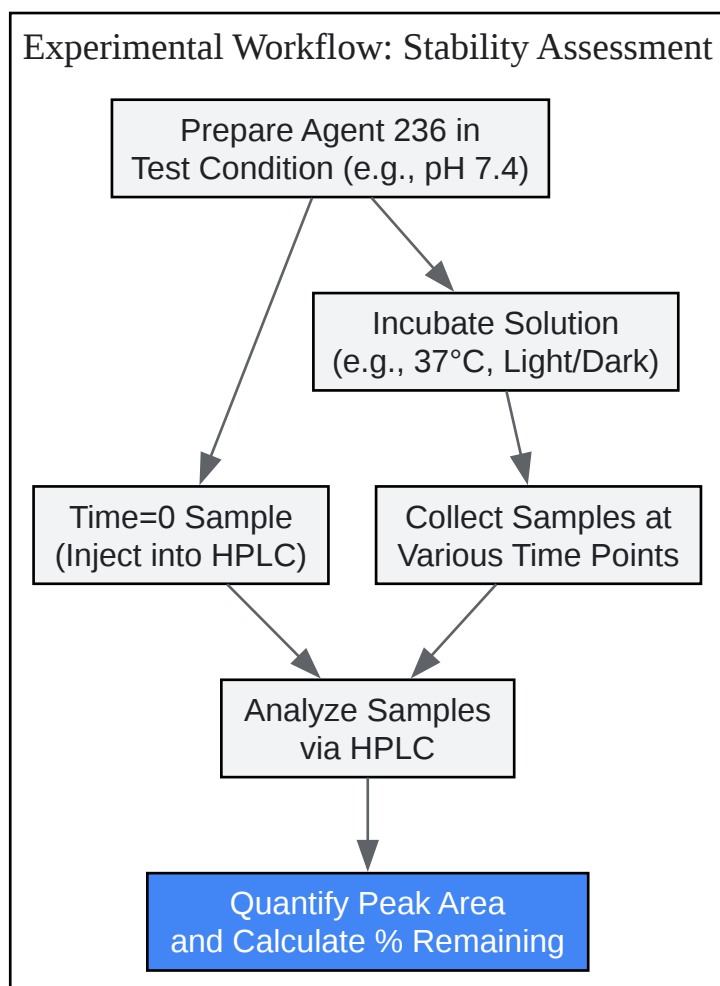 Experimental Workflow: Stability Assessment
Prepare Agent 236 in
Test Condition (e.g., pH 7.4)
Incubate Solution
(e.g., 37°C, Light/Dark)
Time=0 Sample
(Inject into HPLC)
Collect Samples at
Various Time Points
Analyze Samples
via HPLC
Quantify Peak Area
and Calculate % Remaining